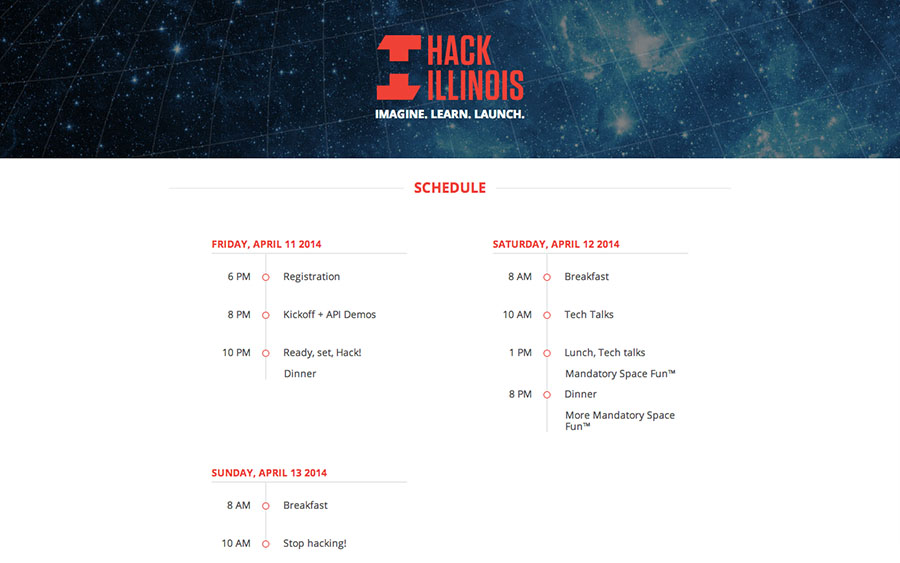 HACK
ILLINOIS
IMAGINE. LEARN. LAUNCH.
SCHEDULE
FRIDAY, APRIL 11 2014
6 PM Registration
8 PM Kickoff + API Demos
10 PM Ready, set, Hack!
Dinner
SATURDAY, APRIL 12 2014
8 AM Breakfast
10 AM Tech Talks
1 PM Lunch, Tech talks
Mandatory Space Fun™
8 PM Dinner
More Mandatory Space
Fun™
SUNDAY, APRIL 13 2014
8 AM Breakfast
10 AM Stop hacking!